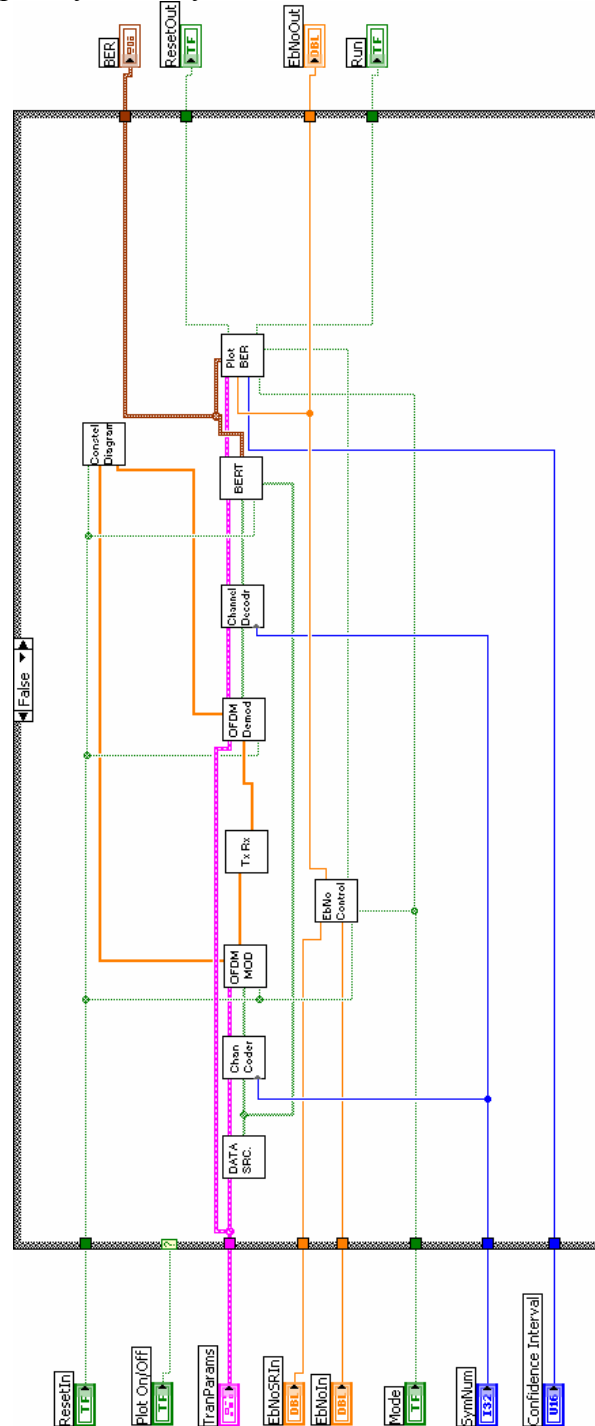 False
ResetIn
TF
Plot On/Off
TF
TranParams
EbNoSRIn
DBL
EbNoIn
DBL
Mode
TF
SymNum
I32
Confidence Interval
U16
?
DATA
SRC.
Chan
Coder
OFDM
MOD
Tx Rx
OFDM
Demod
Channel
Decodr
BERT
Plot
BER
Constel
Diagram
EbNo
Control
BER
ResetOut
TF
EbNoOut
DBL
Run
TF